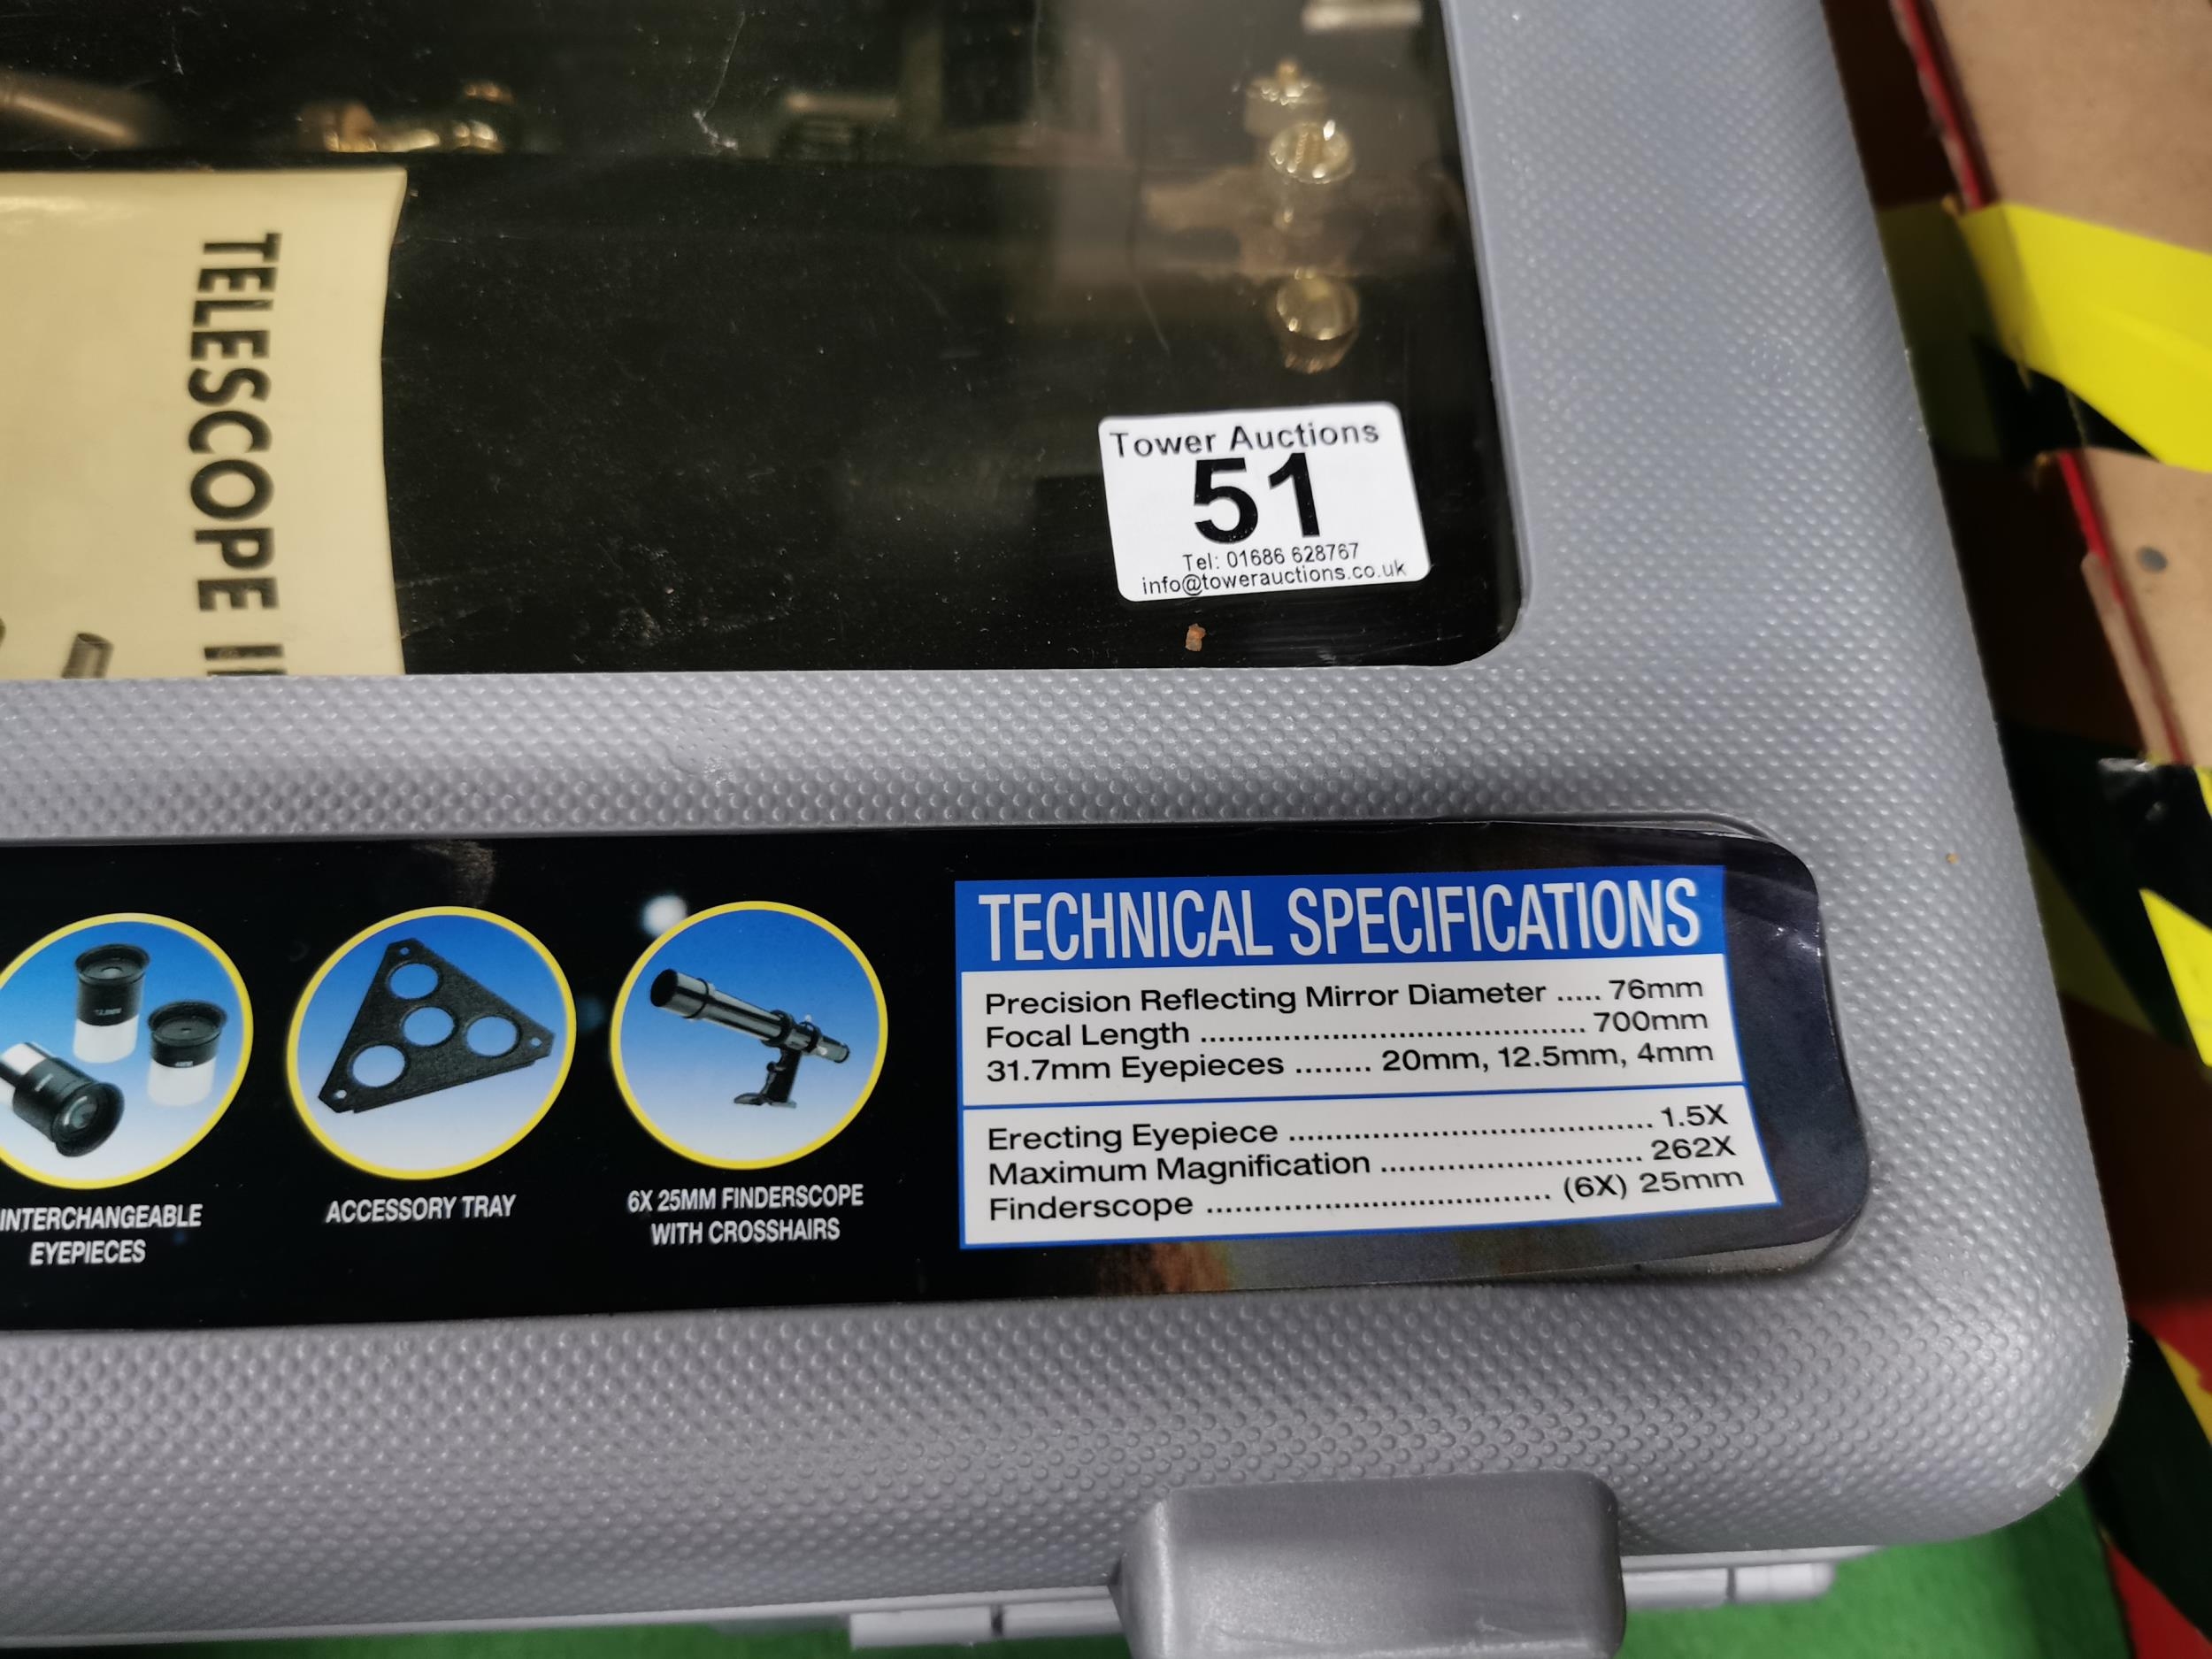 TELESCOPE
Tower Auctions
51
Tel: 01686 628767
info@towerauctions.co.uk
INTERCHANGEABLE
EYEPIECES
ACCESSORY TRAY
6X 25MM FINDERSCOPE
WITH CROSSHAIRS
TECHNICAL SPECIFICATIONS
Precision Reflecting Mirror Diameter ..... 76mm
Focal Length ........................................ 700mm
31.7mm Eyepieces ........ 20mm, 12.5mm, 4mm
Erecting Eyepiece ...................................... 1.5X
Maximum Magnification ........................... 262X
Finderscope .................................... (6X) 25mm